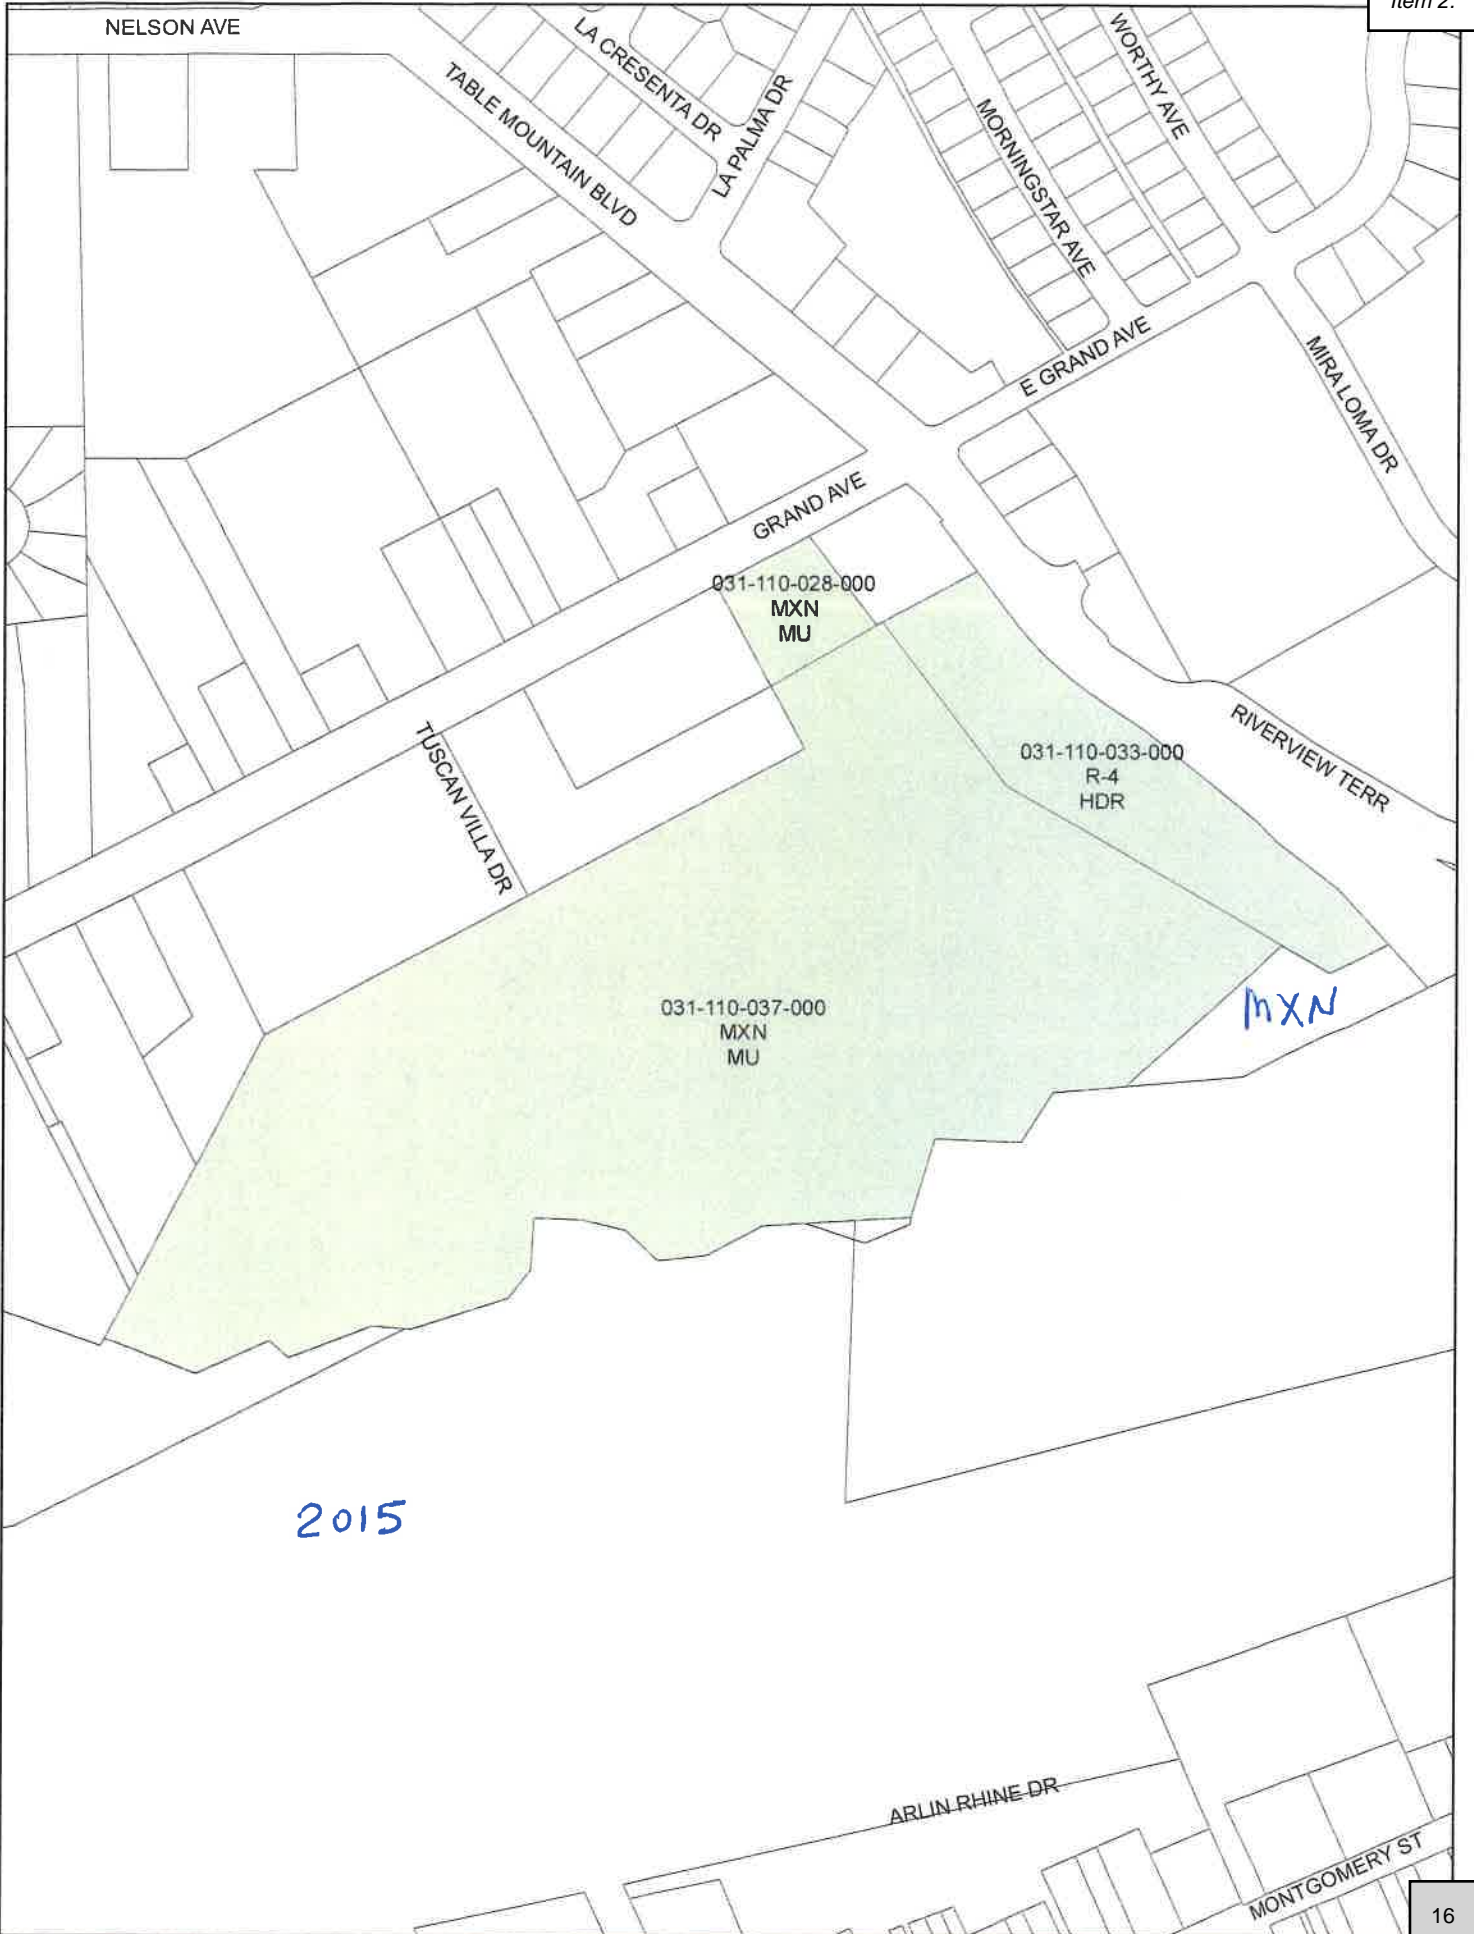 Item 2.
NELSON AVE
LA CRESENTA DR
TABLE MOUNTAIN BLVD
LA PALMA DR
WORTHY AVE
MORNINGSTAR AVE
E GRAND AVE
MIRA LOMA DR
GRAND AVE
031-110-028-000
MXN
MU
TUSCAN VILLA DR
031-110-033-000
R-4
HDR
RIVERVIEW TERR
031-110-037-000
MXN
MU
MXN
2015
ARLIN RHINE DR
MONTGOMERY ST
16